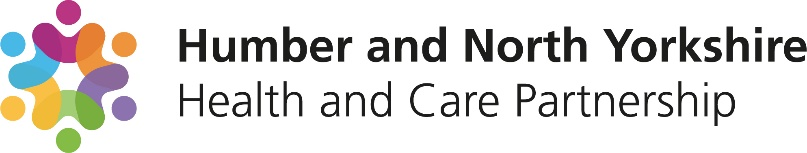 Humber and North Yorkshire
Health and Care Partnership